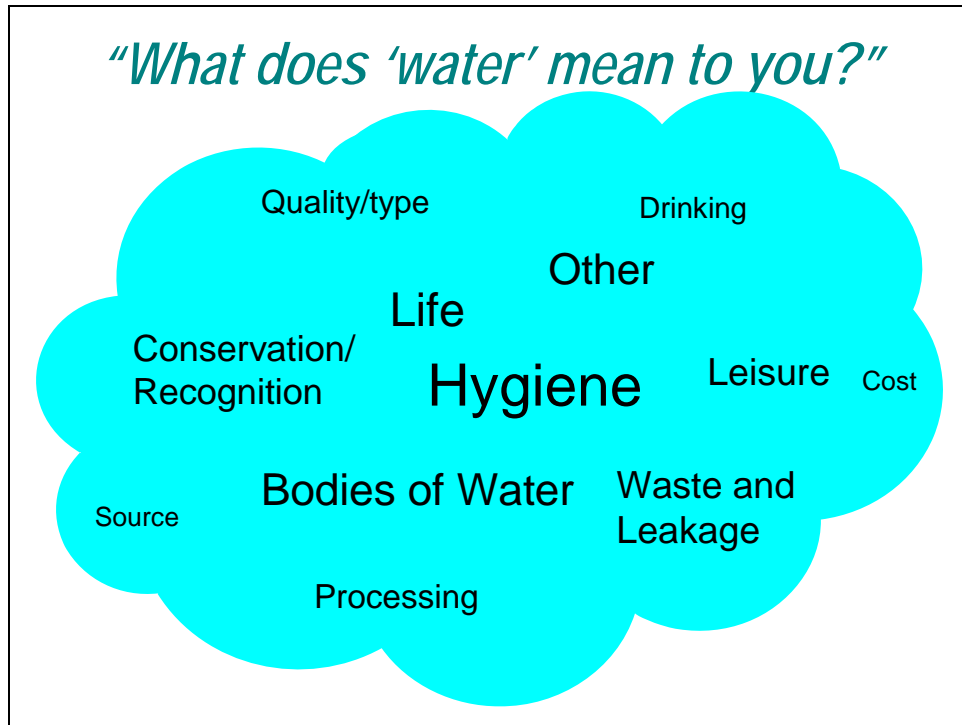 “What does ‘water’ mean to you?”
Quality/type
Drinking
Other
Life
Conservation/
Recognition
Hygiene
Leisure
Cost
Bodies of Water
Waste and
Leakage
Source
Processing